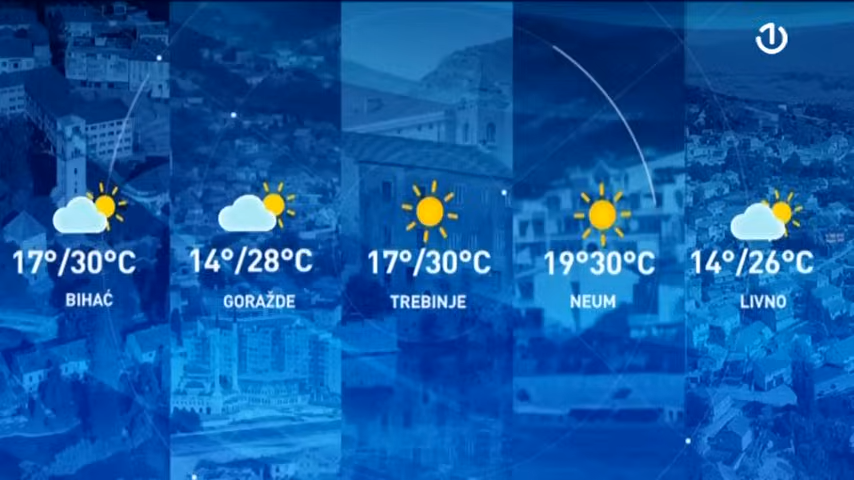 17°/30°C
BIHAĆ
14°/28°C
GORAŽDE
17°/30°C
TREBINJE
19°30°C
NEUM
14°/26°C
LIVNO